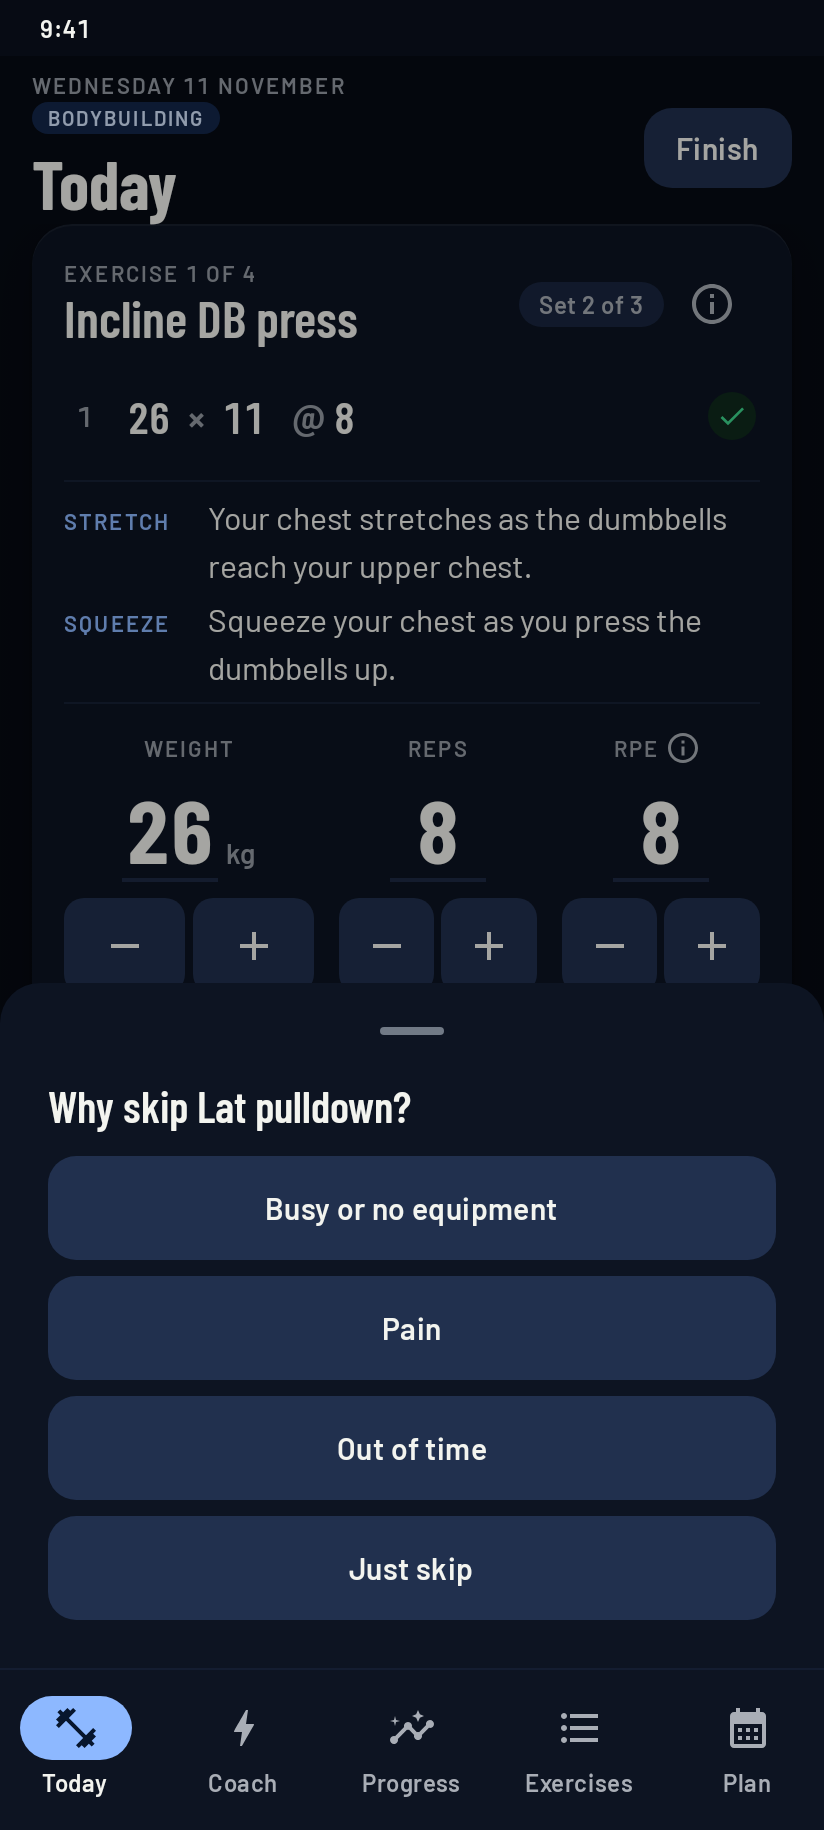 9:41
WEDNESDAY 11 NOVEMBER
BODYBUILDING
Finish
Today
EXERCISE 1 OF 4
Incline DB press
Set 2 of 3
1 26 × 11 @ 8
STRETCH Your chest stretches as the dumbbells
reach your upper chest.
SQUEEZE Squeeze your chest as you press the
dumbbells up.
WEIGHT REPS RPE
26 kg 8 8
Why skip Lat pulldown?
Busy or no equipment
Pain
Out of time
Just skip
Today Coach Progress Exercises Plan